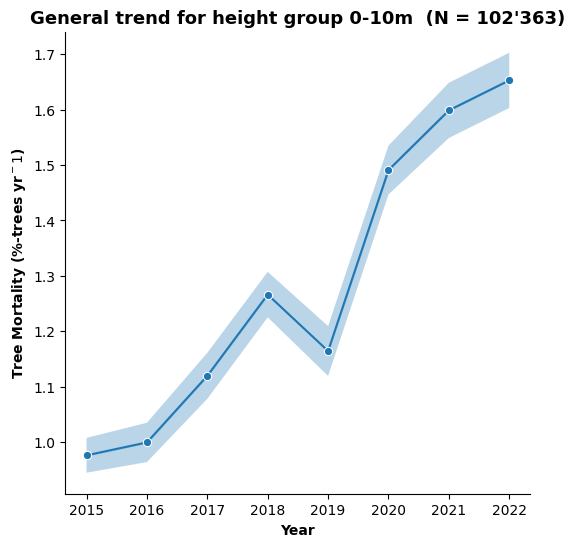 General trend for height group 0-10m  (N = 102'363)
1.7
1.6
1.5
1.4
1.3
1.2
1.1
1.0
Tree Mortality (%-trees yr⁻1)
2015 2016 2017 2018 2019 2020 2021 2022
Year